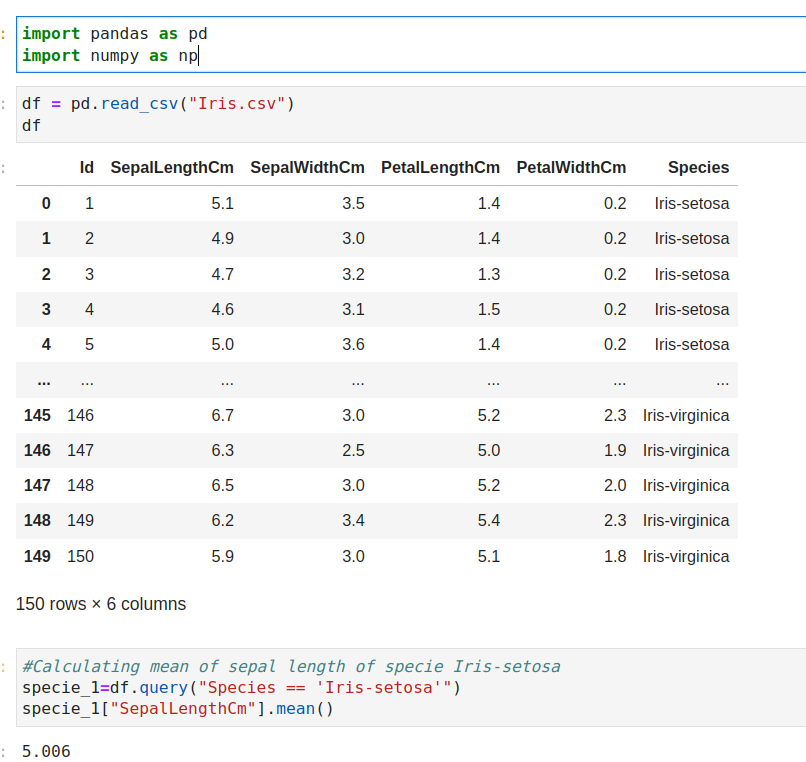 import pandas as pd
import numpy as np
df = pd.read_csv("Iris.csv")
df
Id SepalLengthCm SepalWidthCm PetalLengthCm PetalWidthCm Species
0 1 5.1 3.5 1.4 0.2 Iris-setosa
1 2 4.9 3.0 1.4 0.2 Iris-setosa
2 3 4.7 3.2 1.3 0.2 Iris-setosa
3 4 4.6 3.1 1.5 0.2 Iris-setosa
4 5 5.0 3.6 1.4 0.2 Iris-setosa
... ... ... ... ... ... ...
145 146 6.7 3.0 5.2 2.3 Iris-virginica
146 147 6.3 2.5 5.0 1.9 Iris-virginica
147 148 6.5 3.0 5.2 2.0 Iris-virginica
148 149 6.2 3.4 5.4 2.3 Iris-virginica
149 150 5.9 3.0 5.1 1.8 Iris-virginica
150 rows × 6 columns
#Calculating mean of sepal length of specie Iris-setosa
specie_1=df.query("Species == 'Iris-setosa'")
specie_1["SepalLengthCm"].mean()
5.006